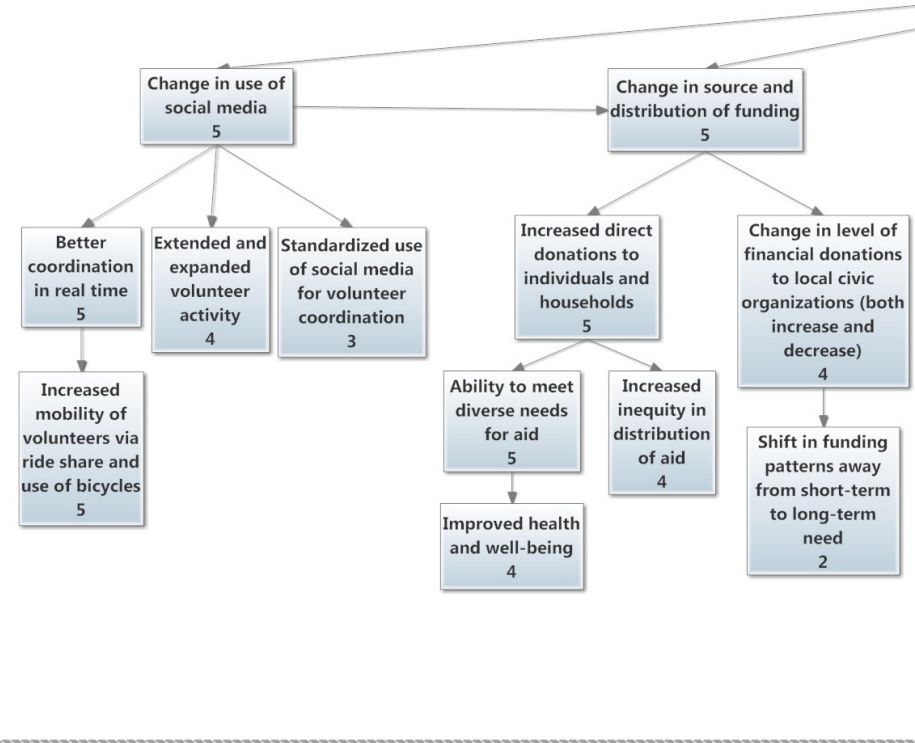 Change in use of
social media
5
Change in source and
distribution of funding
5
Better
coordination
in real time
5
Extended and
expanded
volunteer
activity
4
Standardized use
of social media
for volunteer
coordination
3
Increased direct
donations to
individuals and
households
5
Change in level of
financial donations
to local civic
organizations (both
increase and
decrease)
4
Increased
mobility of
volunteers via
ride share and
use of bicycles
5
Ability to meet
diverse needs
for aid
5
Increased
inequity in
distribution
of aid
4
Shift in funding
patterns away
from short-term
to long-term
need
2
Improved health
and well-being
4